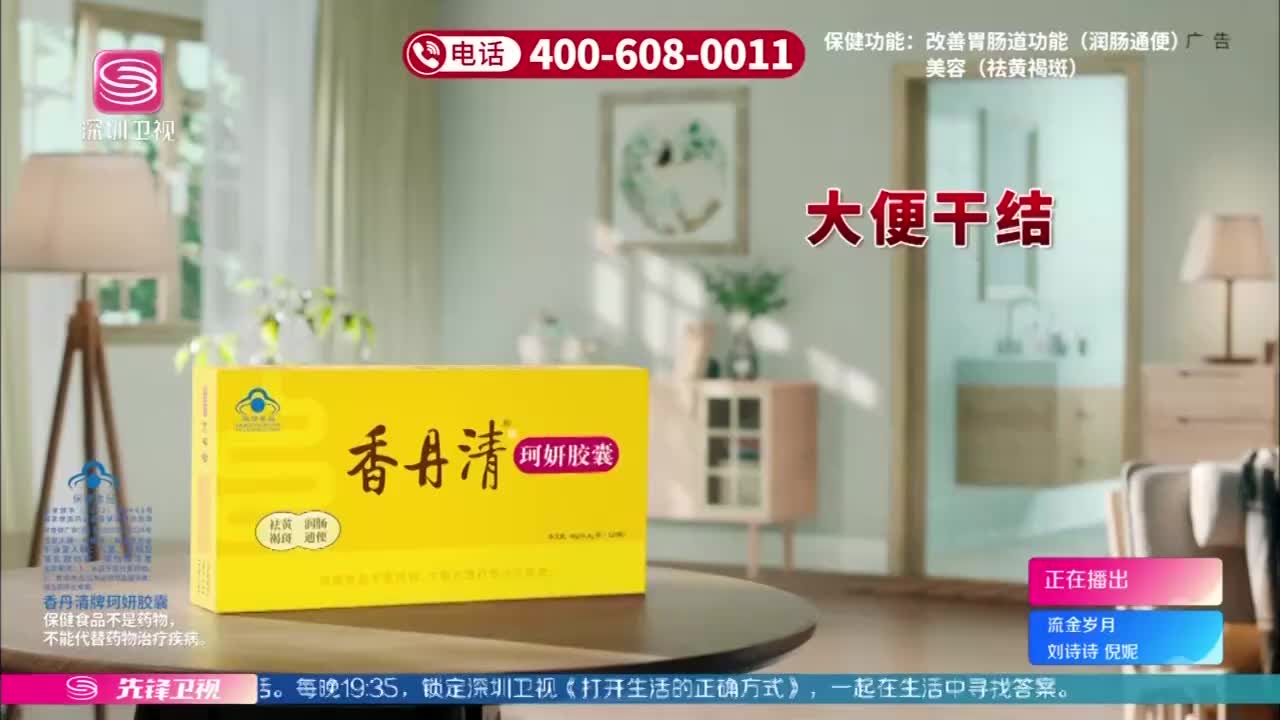 深圳卫视
电话 400-608-0011
保健功能：改善胃肠道功能（润肠通便）
美容（祛黄褐斑）
广告
大便干结
香丹清
珂妍胶囊
祛黄褐斑
润肠通便
香丹清牌珂妍胶囊
保健食品不是药物，
不能代替药物治疗疾病。
正在播出
流金岁月
刘诗诗 倪妮
先锋卫视
活。每晚19:35，锁定深圳卫视《打开生活的正确方式》，一起在生活中寻找答案。